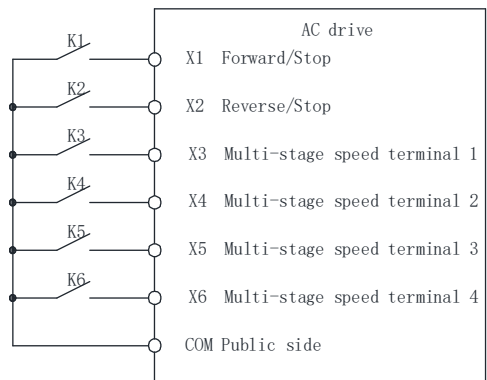 AC drive
K1
X1 Forward/Stop
K2
X2 Reverse/Stop
K3
X3 Multi-stage speed terminal 1
K4
X4 Multi-stage speed terminal 2
K5
X5 Multi-stage speed terminal 3
K6
X6 Multi-stage speed terminal 4
COM Public side